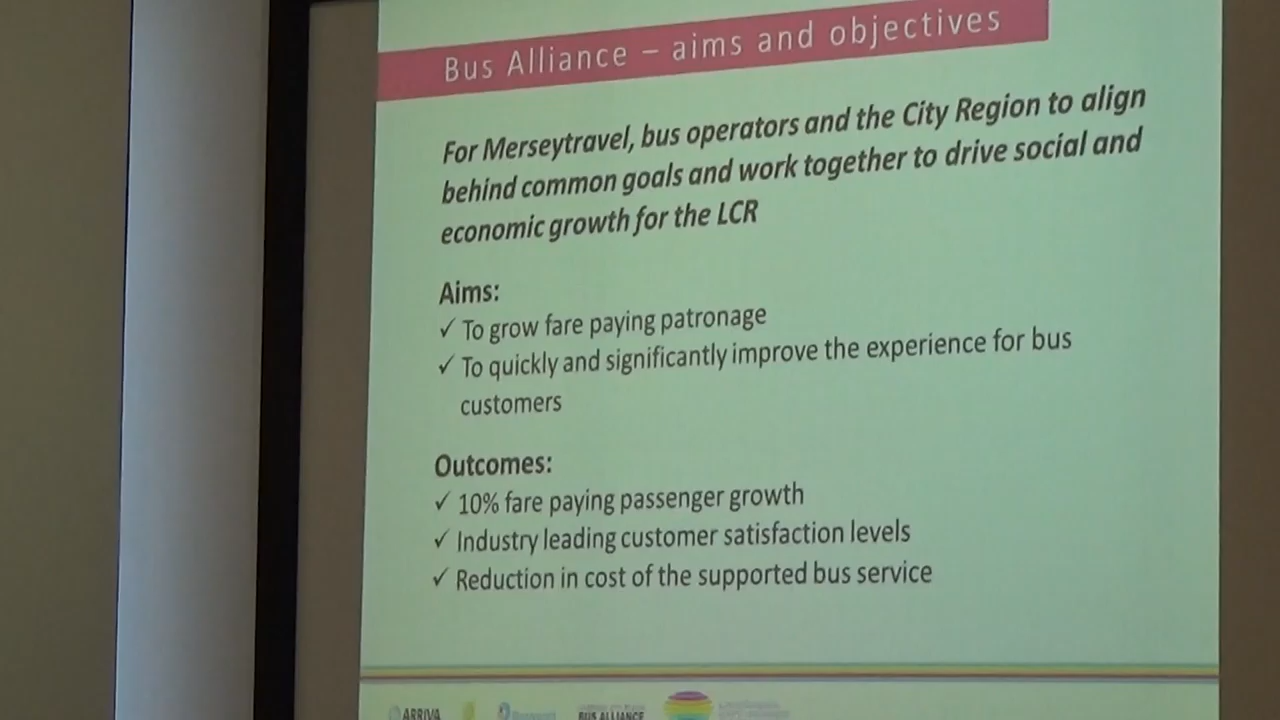 Bus Alliance – aims and objectives
For Merseytravel, bus operators and the City Region to align
behind common goals and work together to drive social and
economic growth for the LCR
Aims:
✓ To grow fare paying patronage
✓ To quickly and significantly improve the experience for bus
customers
Outcomes:
✓ 10% fare paying passenger growth
✓ Industry leading customer satisfaction levels
✓ Reduction in cost of the supported bus service
ARRIVA
BUS ALLIANCE